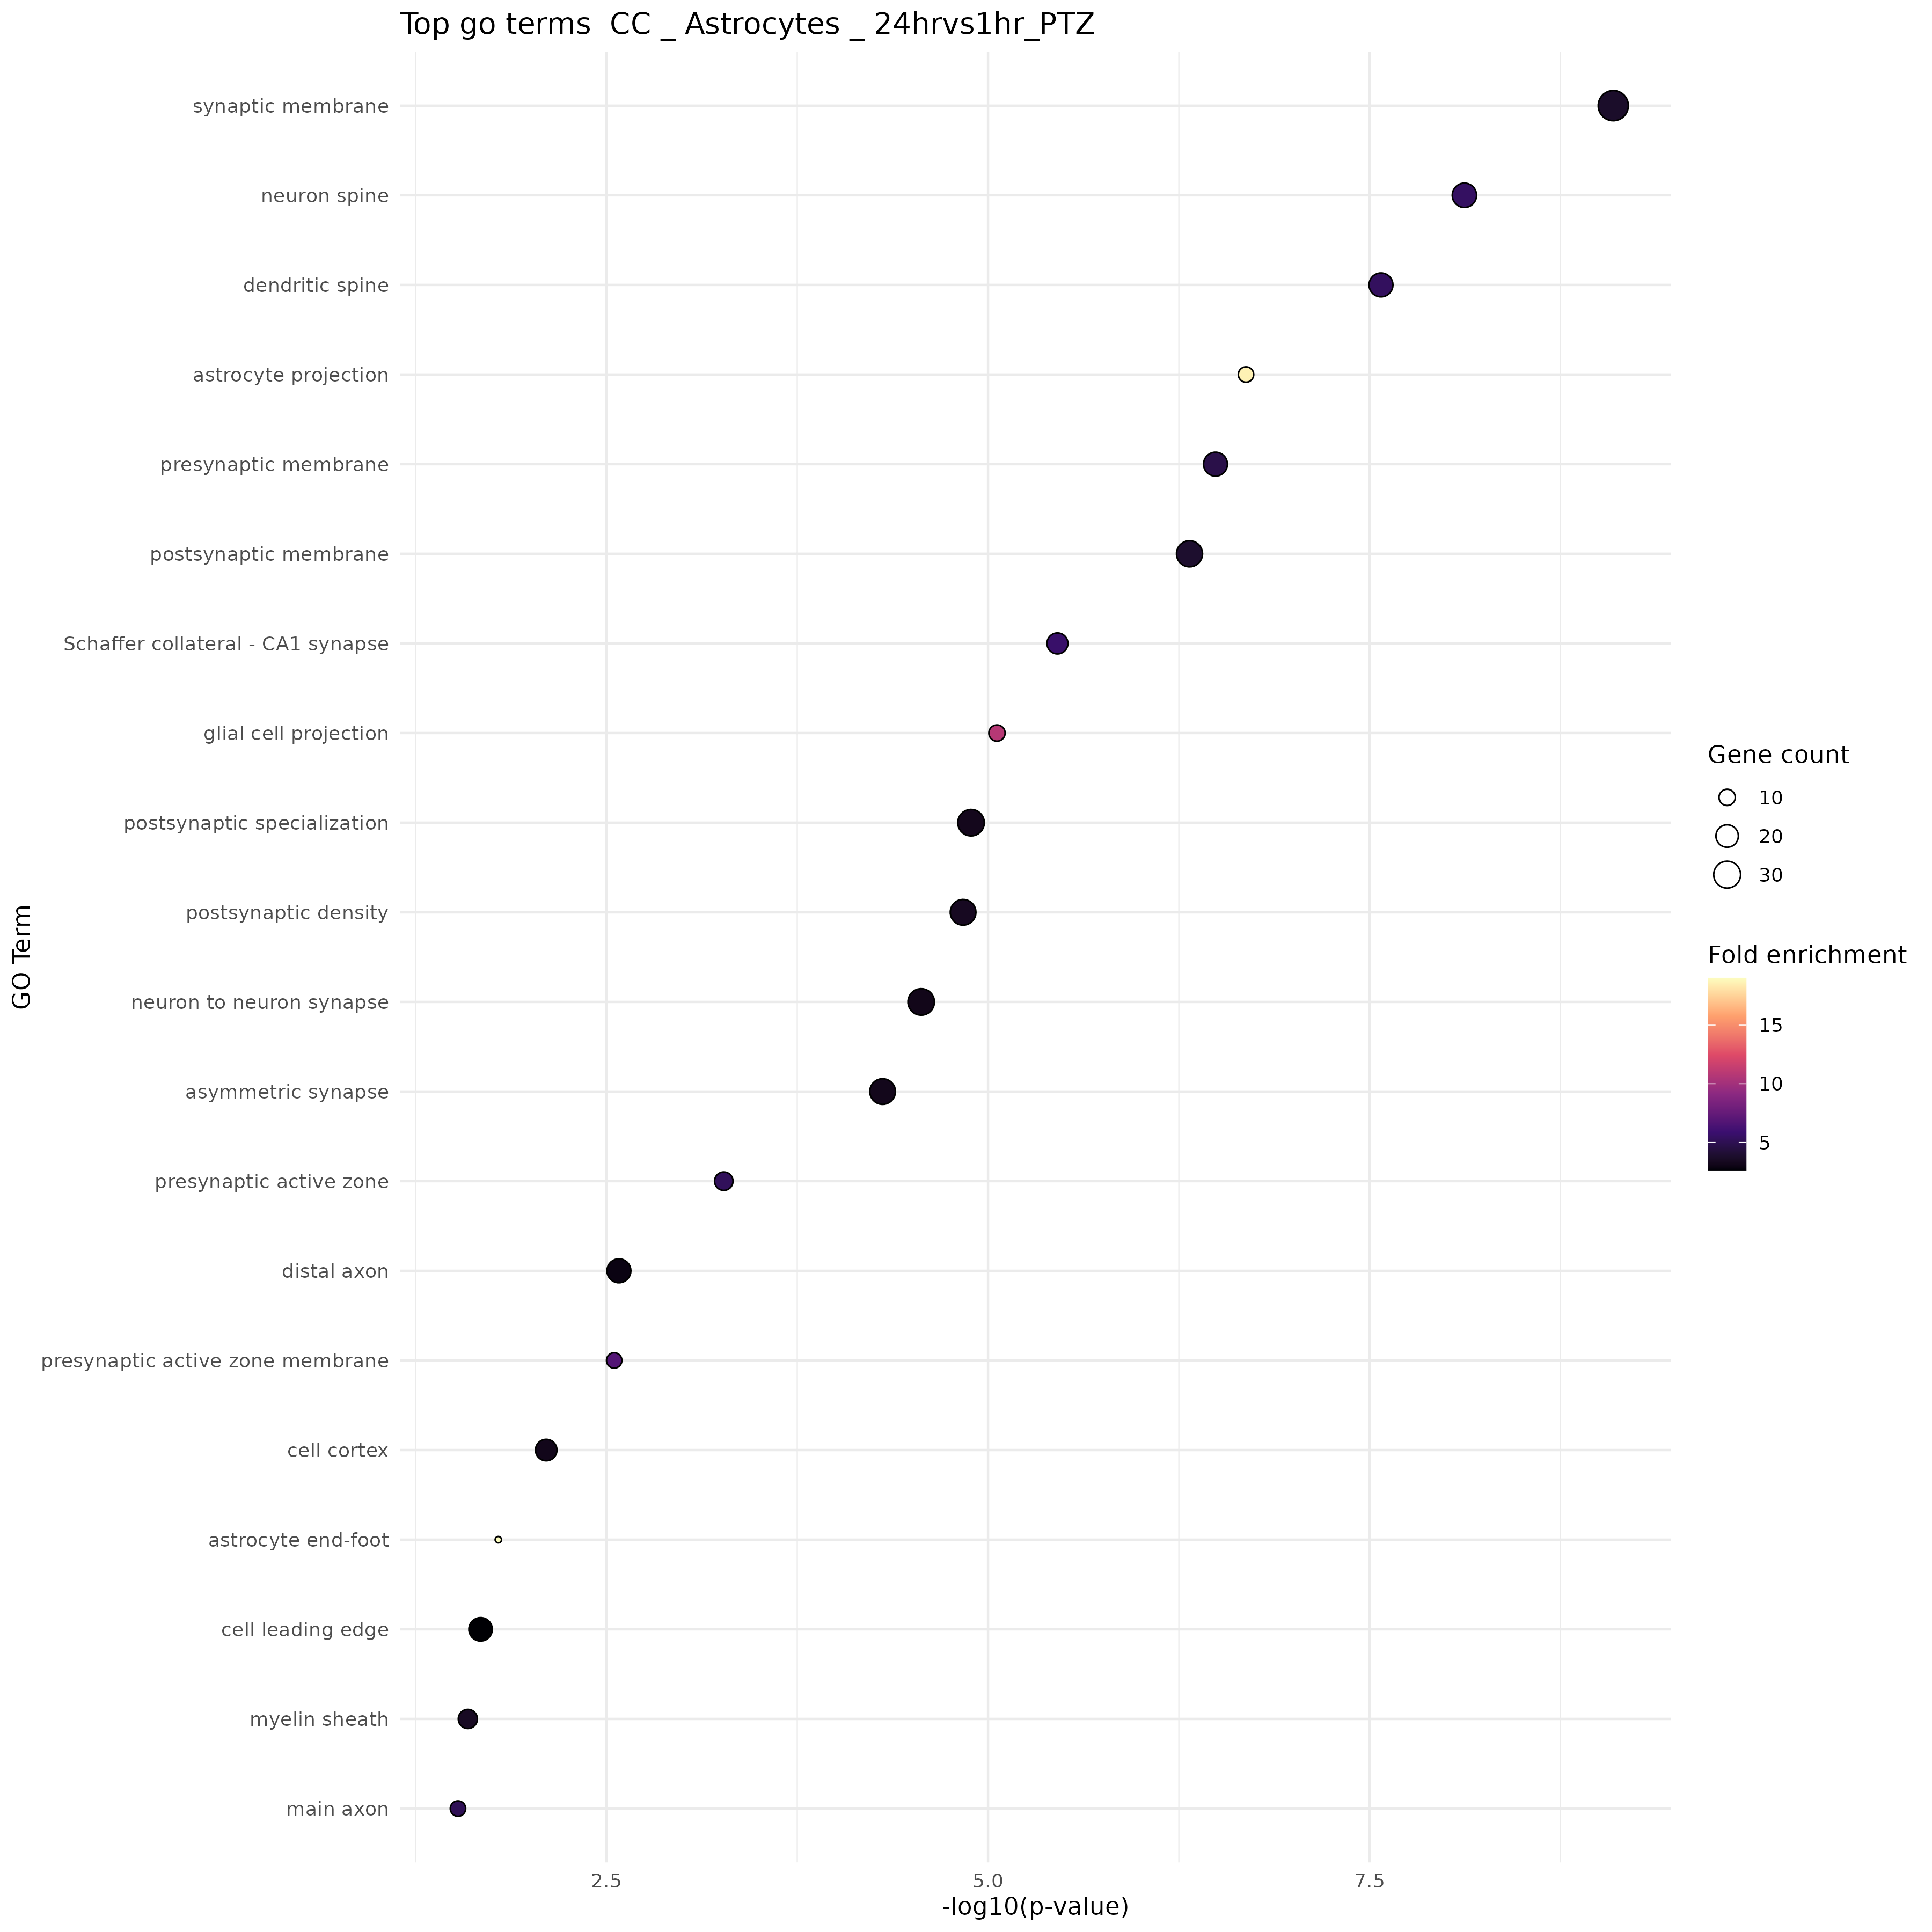 Top go terms  CC _ Astrocytes _ 24hrvs1hr_PTZ
synaptic membrane
neuron spine
dendritic spine
astrocyte projection
presynaptic membrane
postsynaptic membrane
Schaffer collateral - CA1 synapse
glial cell projection
postsynaptic specialization
postsynaptic density
neuron to neuron synapse
asymmetric synapse
presynaptic active zone
distal axon
presynaptic active zone membrane
cell cortex
astrocyte end-foot
cell leading edge
myelin sheath
main axon
GO Term
2.5
5.0
7.5
-log10(p-value)
Gene count
10
20
30
Fold enrichment
15
10
5